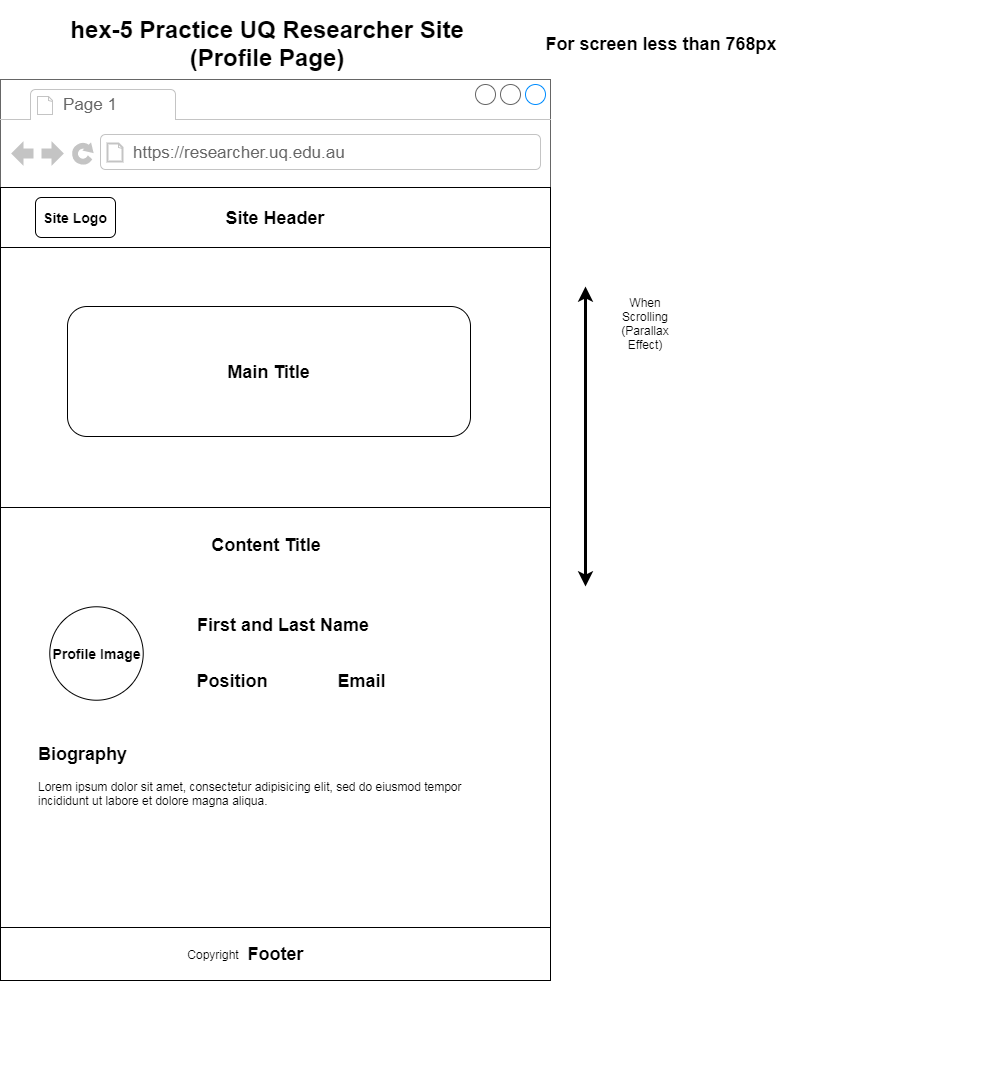 hex-5 Practice UQ Researcher Site
(Profile Page)
For screen less than 768px
Page 1
https://researcher.uq.edu.au
Site Logo
Site Header
Main Title
When
Scrolling
(Parallax
Effect)
Content Title
Profile Image
First and Last Name
Position
Email
Biography
Lorem ipsum dolor sit amet, consectetur adipisicing elit, sed do eiusmod tempor
incididunt ut labore et dolore magna aliqua.
Copyright Footer